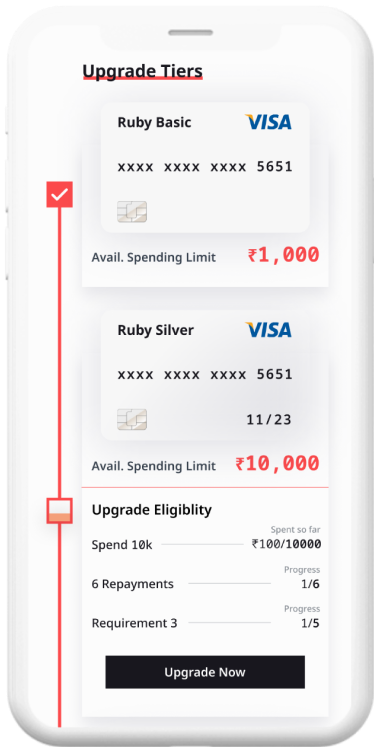 Upgrade Tiers
Ruby Basic VISA
xxxx xxxx xxxx 5651
Avail. Spending Limit ₹1,000
Ruby Silver VISA
xxxx xxxx xxxx 5651
11/23
Avail. Spending Limit ₹10,000
Upgrade Eligiblity
Spent so far
Spend 10k ₹100/10000
Progress
6 Repayments 1/6
Progress
Requirement 3 1/5
Upgrade Now